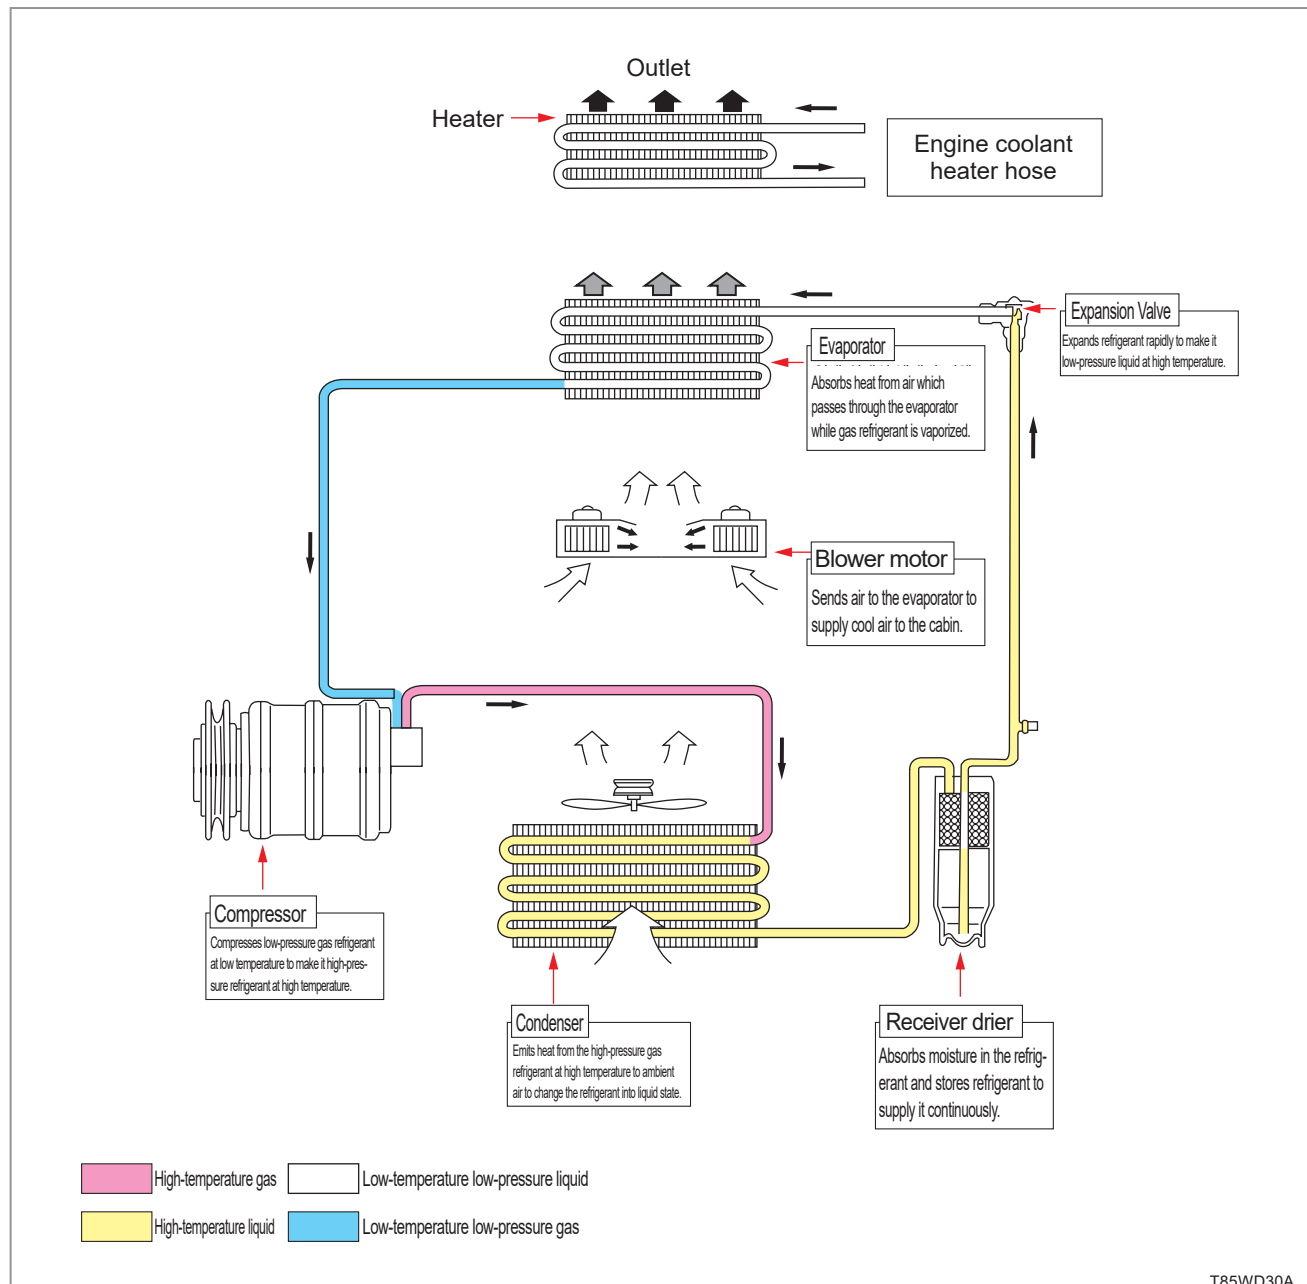 Outlet
Heater
Engine coolant
heater hose
Expansion Valve
Expands refrigerant rapidly to make it
low-pressure liquid at high temperature.
Evaporator
Absorbs heat from air which
passes through the evaporator
while gas refrigerant is vaporized.
Blower motor
Sends air to the evaporator to
supply cool air to the cabin.
Compressor
Compresses low-pressure gas refrigerant
at low temperature to make it high-pres-
sure refrigerant at high temperature.
Condenser
Emits heat from the high-pressure gas
refrigerant at high temperature to ambient
air to change the refrigerant into liquid state.
Receiver drier
Absorbs moisture in the refrig-
erant and stores refrigerant to
supply it continuously.
High-temperature gas
Low-temperature low-pressure liquid
High-temperature liquid
Low-temperature low-pressure gas
T85WD30A